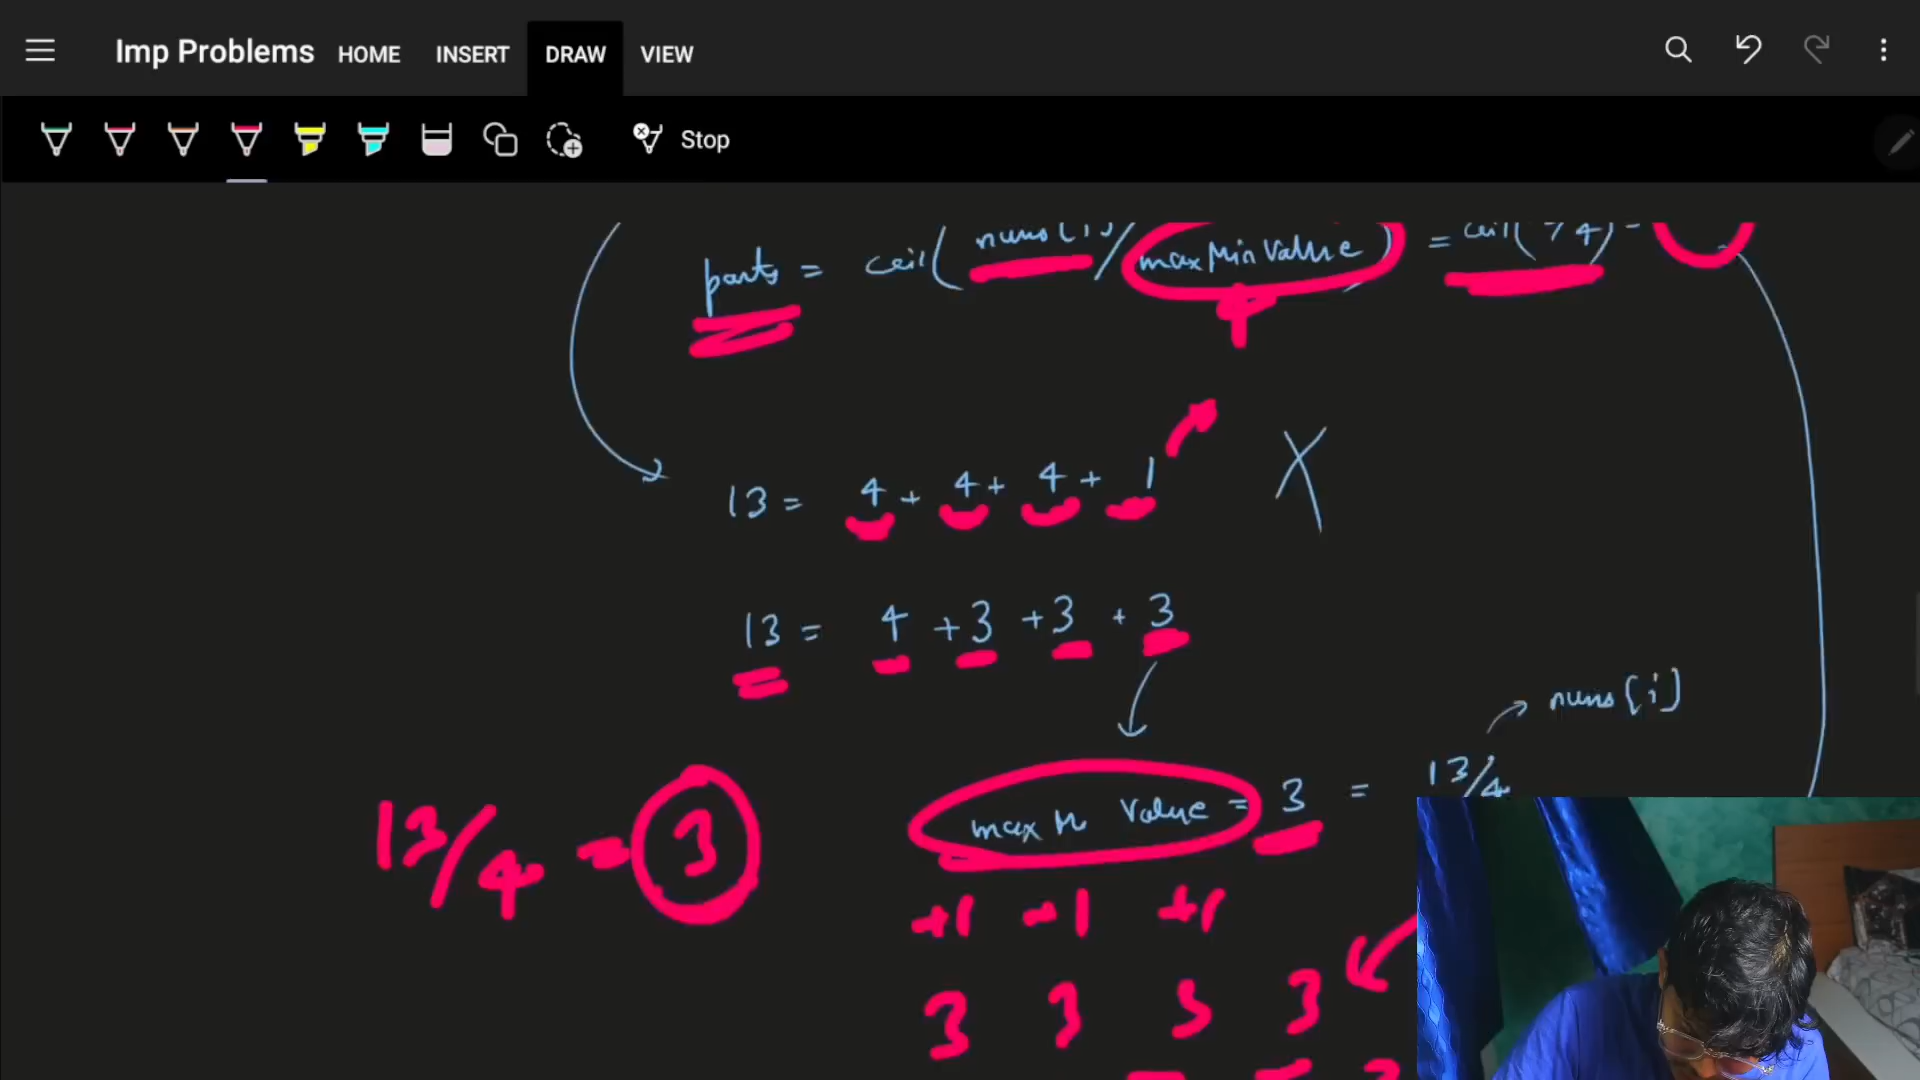 Imp Problems HOME INSERT DRAW VIEW
Stop
parts = ceil( nums[i] / maxMinValue ) = ceil(
13 = 4 + 4 + 4 + 1 X
13 = 4 + 3 + 3 + 3
nums[i]
13/4 = 3
max M Value = 3 = 13/4
+1 +1 +1
3 3 3 3